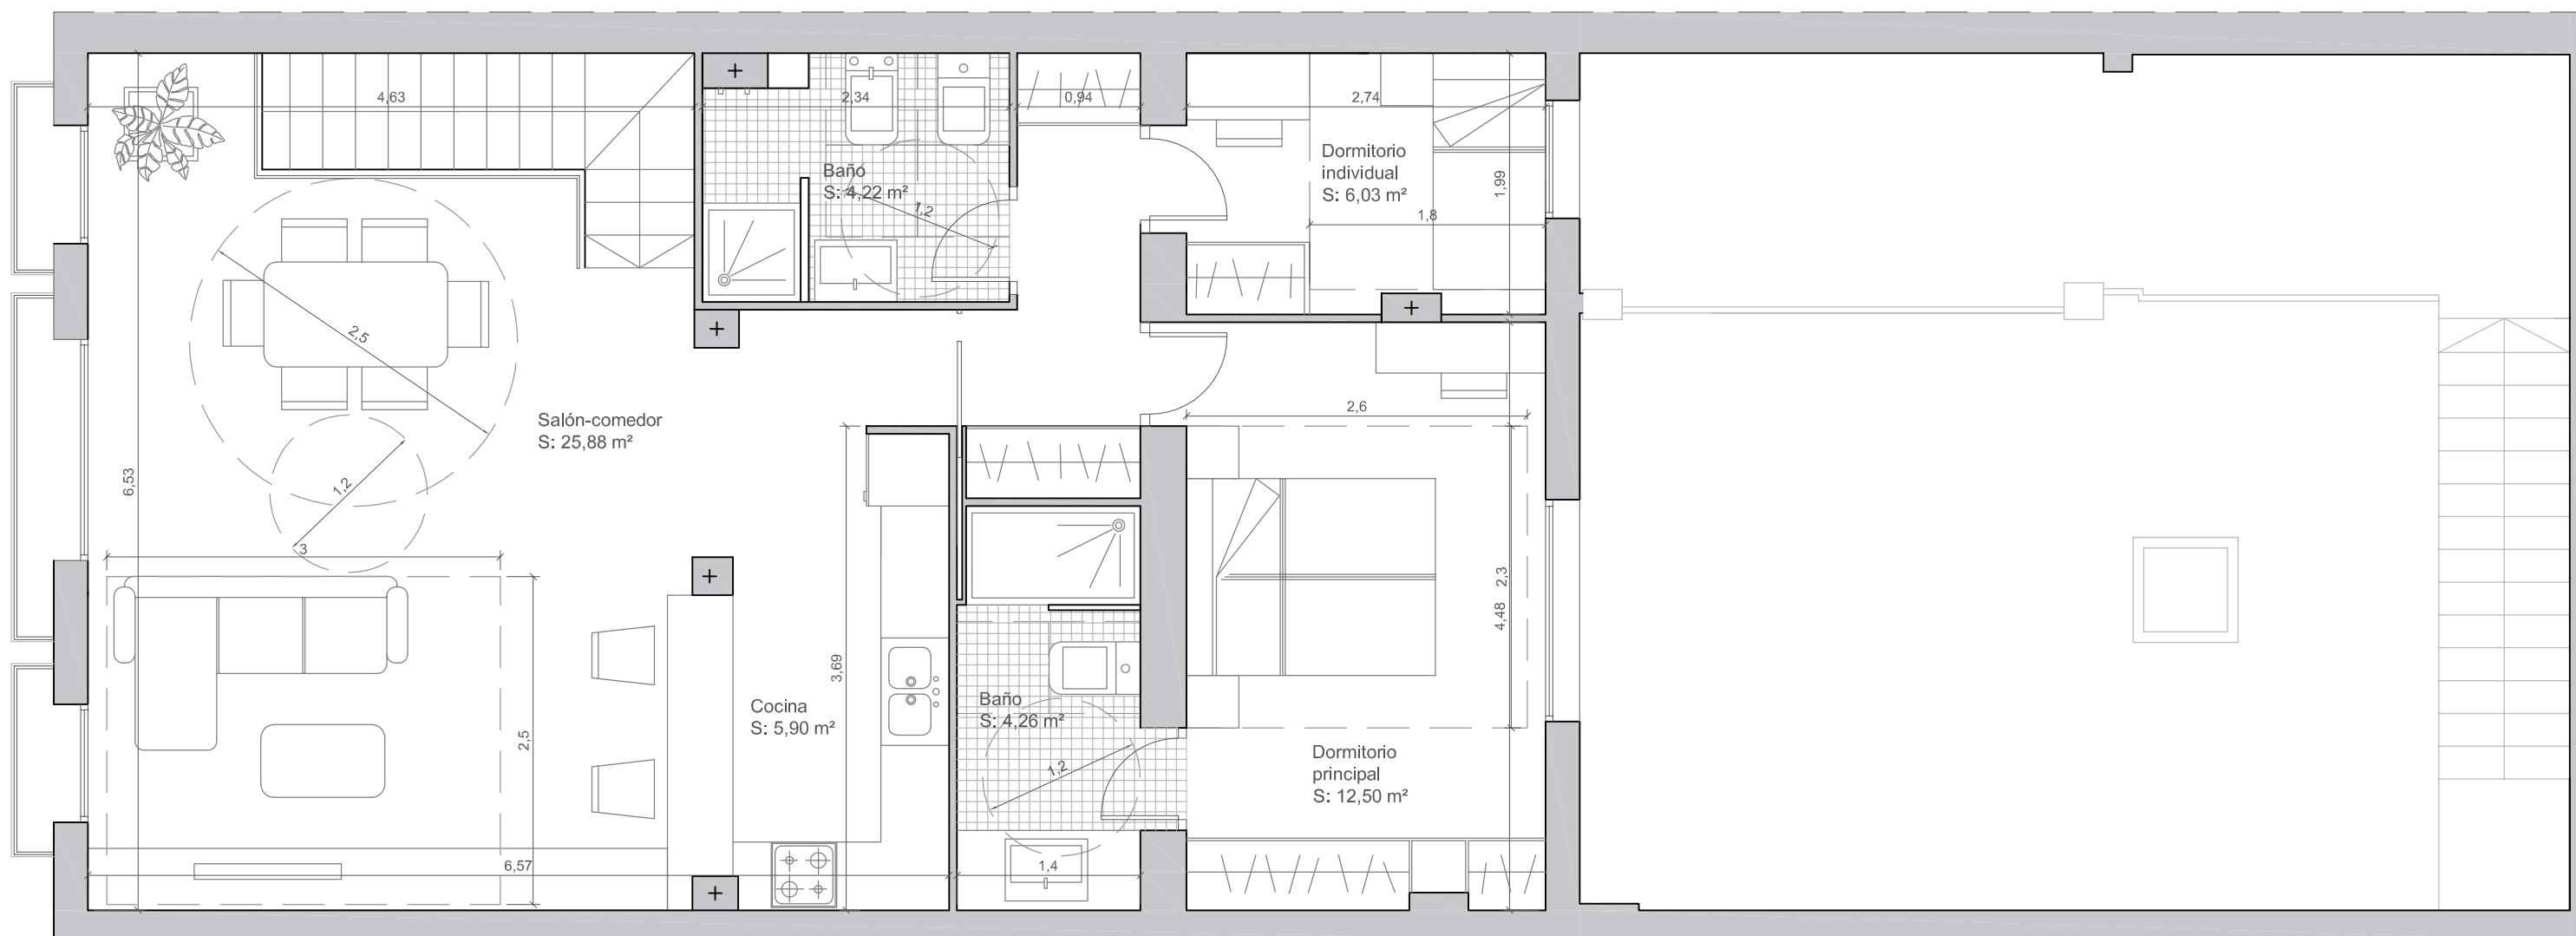 4,63
2,34
0,94
2,74
Baño
S: 4,22 m²
1,2
Dormitorio
individual
S: 6,03 m²
1,99
1,8
2,5
Salón-comedor
S: 25,88 m²
6,53
1,2
3
2,6
2,3
4,48
3,69
2,5
Cocina
S: 5,90 m²
Baño
S: 4,26 m²
1,2
Dormitorio
principal
S: 12,50 m²
6,57
1,4